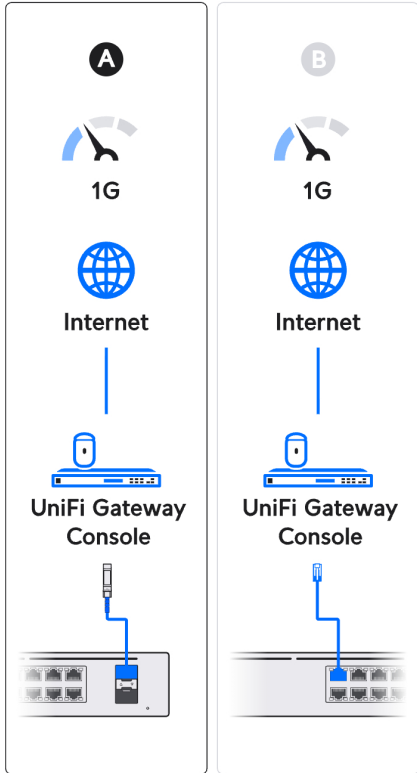 A
1G
Internet
UniFi Gateway
Console
B
1G
Internet
UniFi Gateway
Console